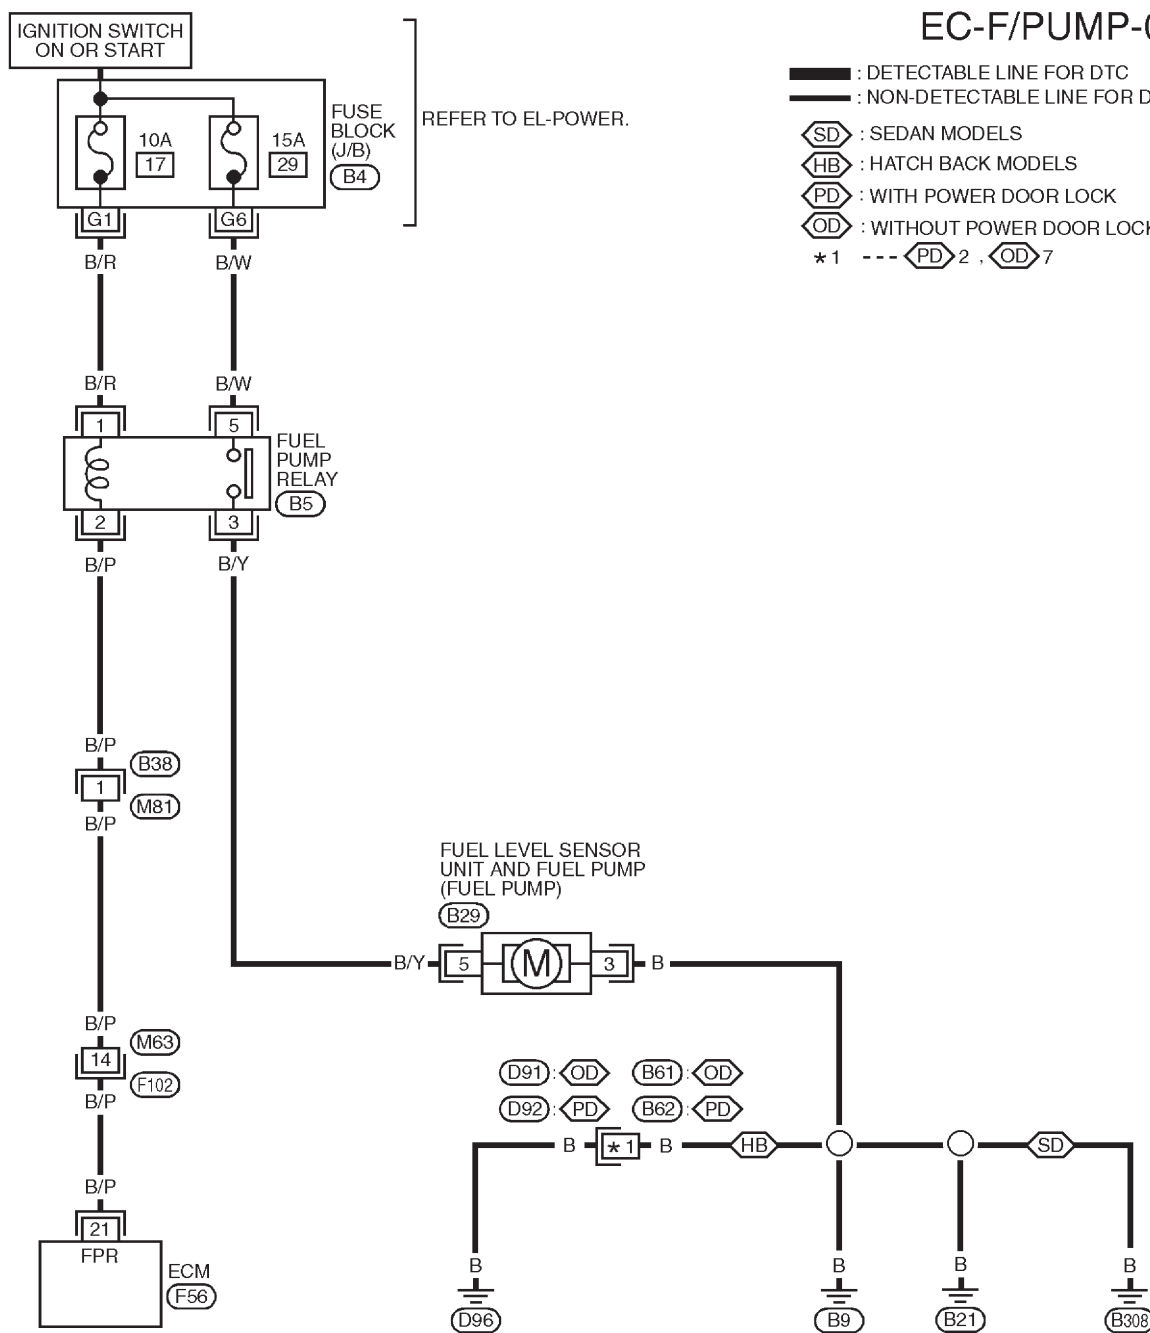 IGNITION SWITCH
ON OR START
EC-F/PUMP-0
: DETECTABLE LINE FOR DTC
: NON-DETECTABLE LINE FOR D
SD : SEDAN MODELS
HB : HATCH BACK MODELS
PD : WITH POWER DOOR LOCK
OD : WITHOUT POWER DOOR LOCK
*1 --- PD 2 , OD 7
10A
17
15A
29
FUSE
BLOCK
(J/B)
B4
REFER TO EL-POWER.
G1 G6
B/R B/W
B/R B/W
1 5
FUEL
PUMP
RELAY
B5
2 3
B/P B/Y
B/P
B38
1
M81
B/P
FUEL LEVEL SENSOR
UNIT AND FUEL PUMP
(FUEL PUMP)
B29
B/Y 5 M 3 B
B/P
M63
14
F102
B/P
D91 : OD B61 : OD
D92 : PD B62 : PD
B *1 B HB SD
B/P
21
FPR
ECM
F56
B B B B
D96 B9 B21 B308